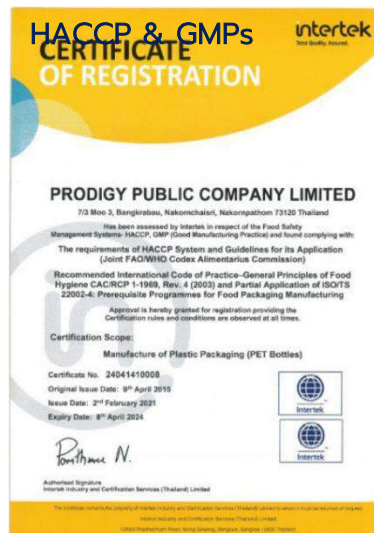 HACCP & GMPs
intertek
Total Quality. Assured.
CERTIFICATE
OF REGISTRATION
PRODIGY PUBLIC COMPANY LIMITED
7/3 Moo 3, Bangkrabau, Nakornchaisri, Nakornpathom 73120 Thailand
Has been assessed by Intertek in respect of the Food Safety
Management Systems- HACCP, GMP (Good Manufacturing Practice) and found complying with:
The requirements of HACCP System and Guidelines for its Application
(Joint FAO/WHO Codex Alimentarius Commission)
Recommended International Code of Practice–General Principles of Food
Hygiene CAC/RCP 1-1969, Rev. 4 (2003) and Partial Application of ISO/TS
22002-4: Prerequisite Programmes for Food Packaging Manufacturing
Approval is hereby granted for registration providing the
Certification rules and conditions are observed at all times.
Certification Scope:
Manufacture of Plastic Packaging (PET Bottles)
Certificate No. 24041410008
Original Issue Date: 9th April 2015
Issue Date: 2nd February 2021
Expiry Date: 8th April 2024
Intertek
Intertek
Authorised Signature
Intertek Industry and Certification Services (Thailand) Limited